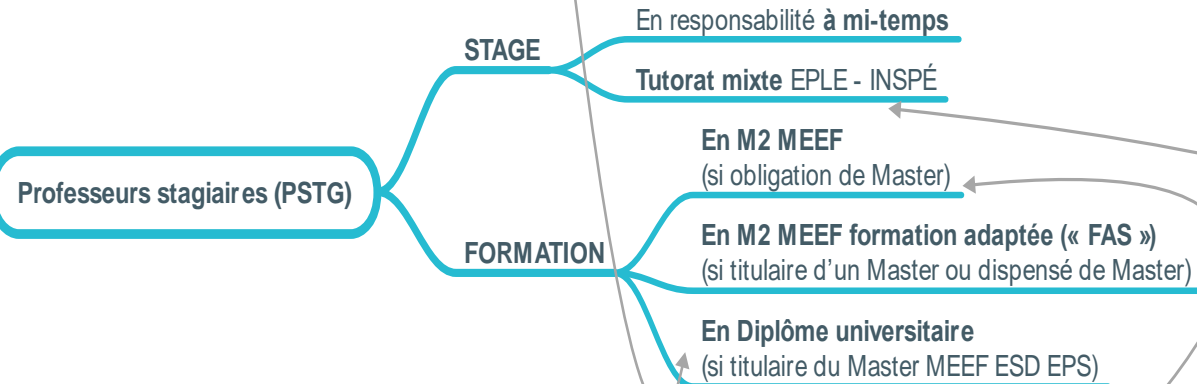 En responsabilité à mi-temps
STAGE
Tutorat mixte EPLE - INSPÉ
En M2 MEEF
(si obligation de Master)
Professeurs stagiaires (PSTG)
En M2 MEEF formation adaptée (« FAS »)
FORMATION
(si titulaire d'un Master ou dispensé de Master)
En Diplôme universitaire
(si titulaire du Master MEEF ESD EPS)